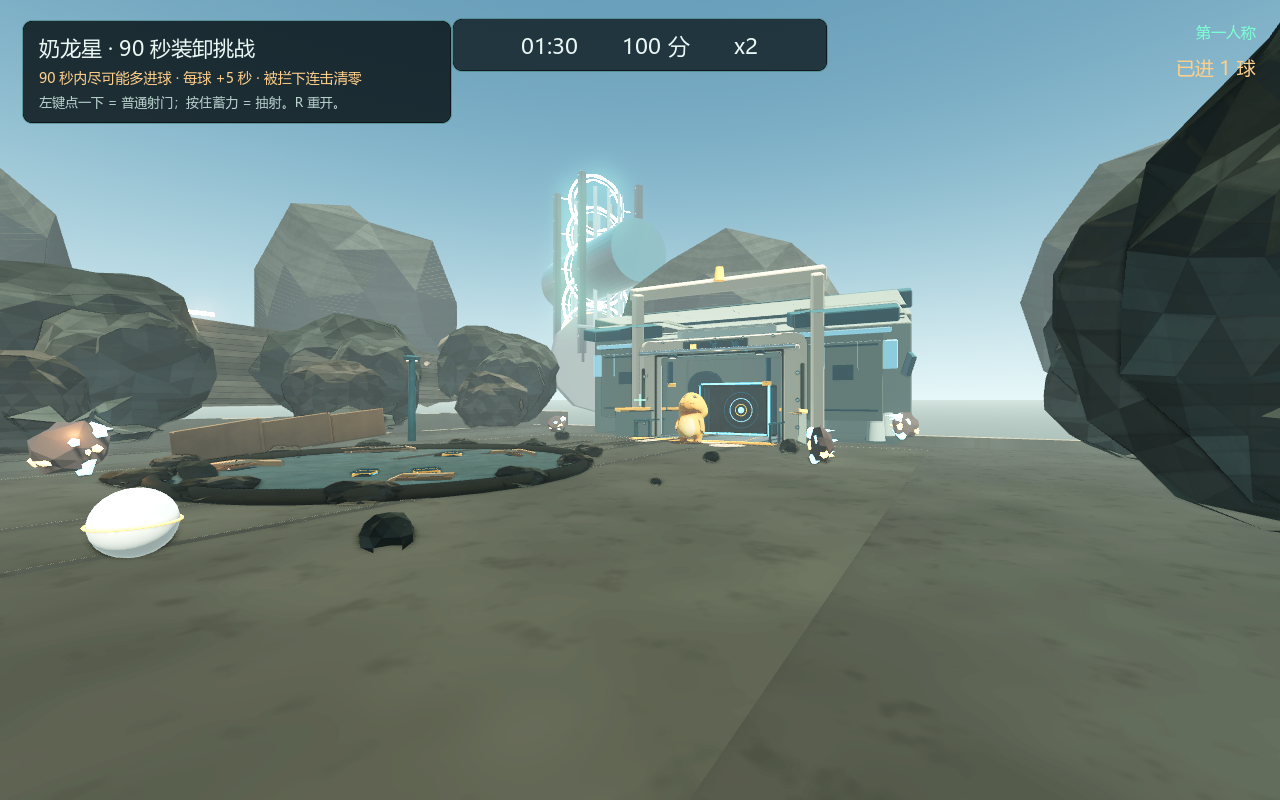 奶龙星 · 90 秒装卸挑战
90 秒内尽可能多进球 · 每球 +5 秒 · 被拦下连击清零
左键点一下 = 普通射门；按住蓄力 = 抽射。R 重开。
01:30 100 分 x2
第一人称
已进 1 球